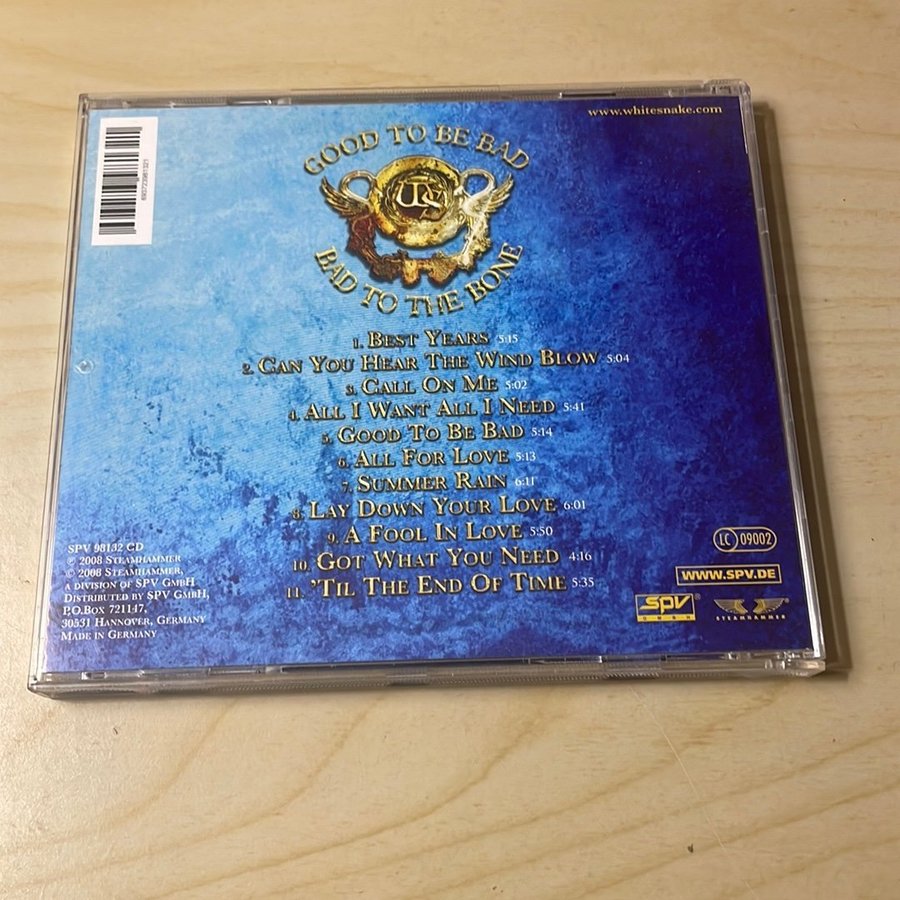 www.whitesnake.com
693723981321
GOOD TO BE BAD
WS
BAD TO THE BONE
1. BEST YEARS 5:15
2. CAN YOU HEAR THE WIND BLOW 5:04
3. CALL ON ME 5:02
4. ALL I WANT ALL I NEED 5:41
5. GOOD TO BE BAD 5:14
6. ALL FOR LOVE 5:13
7. SUMMER RAIN 6:11
8. LAY DOWN YOUR LOVE 6:01
9. A FOOL IN LOVE 5:50
10. GOT WHAT YOU NEED 4:16
11. 'TIL THE END OF TIME 5:35
SPV 98132 CD
℗ 2008 STEAMHAMMER
© 2008 STEAMHAMMER,
A DIVISION OF SPV GMBH
DISTRIBUTED BY SPV GMBH,
P.O.BOX 721147,
30531 HANNOVER, GERMANY
MADE IN GERMANY
LC 09002
WWW.SPV.DE
SPV®
GMBH
STEAMHAMMER®